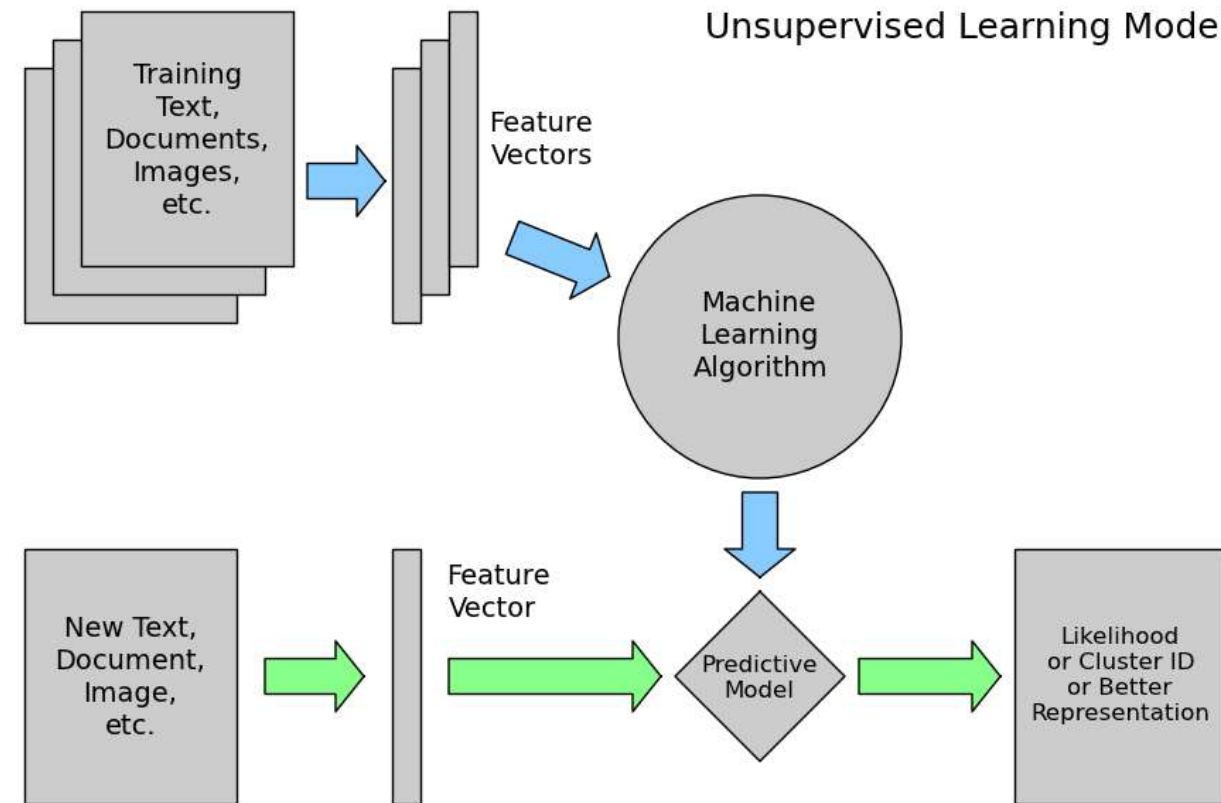 Unsupervised Learning Mode
Training
Text,
Documents,
Images,
etc.
Feature
Vectors
Machine
Learning
Algorithm
New Text,
Document,
Image,
etc.
Feature
Vector
Predictive
Model
Likelihood
or Cluster ID
or Better
Representation